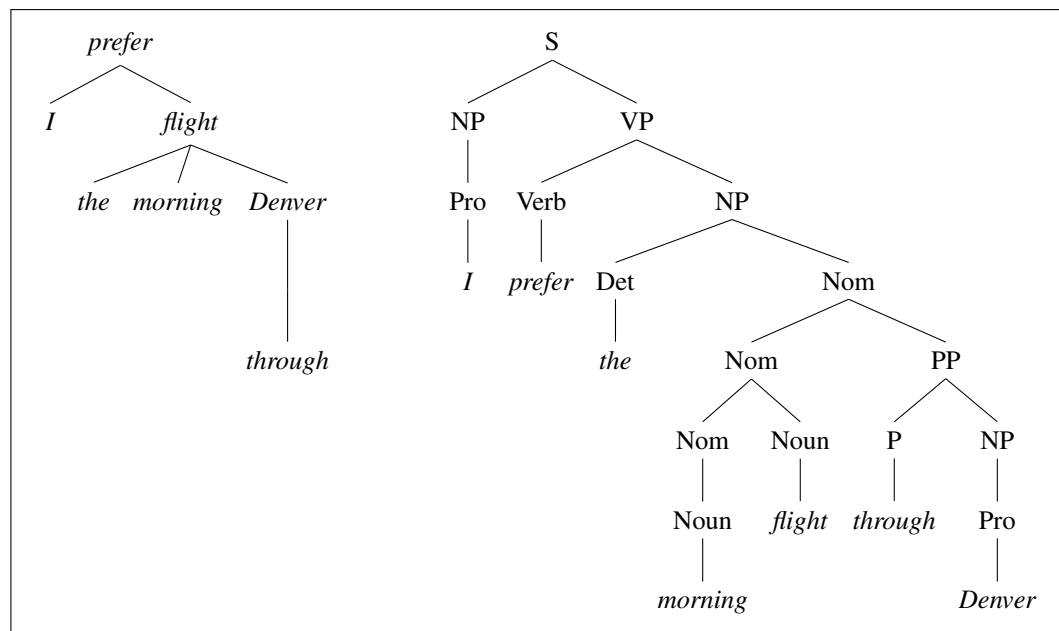 prefer S
I flight NP VP
the morning Denver Pro Verb NP
I prefer Det Nom
through the Nom PP
Nom Noun P NP
Noun flight through Pro
morning Denver